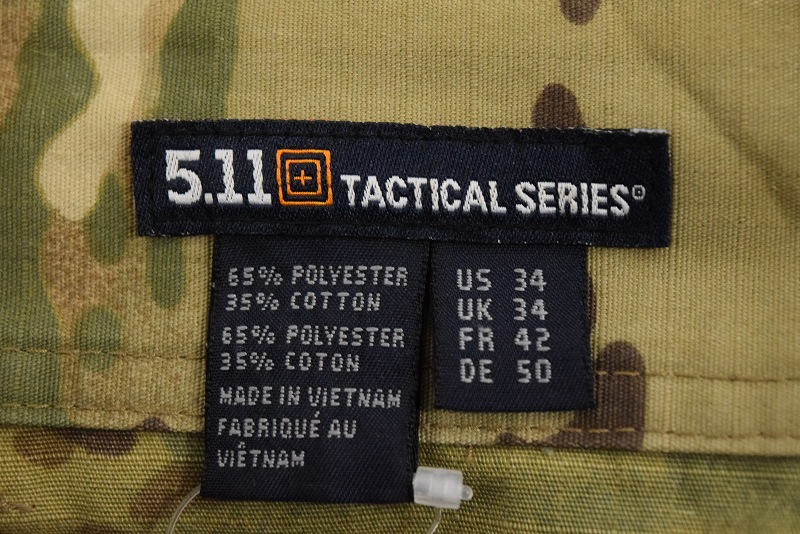 5.11 TACTICAL SERIES®
65% POLYESTER
35% COTTON
65% POLYESTER
35% COTON
MADE IN VIETNAM
FABRIQUÉ AU
VIÊTNAM
US 34
UK 34
FR 42
DE 50